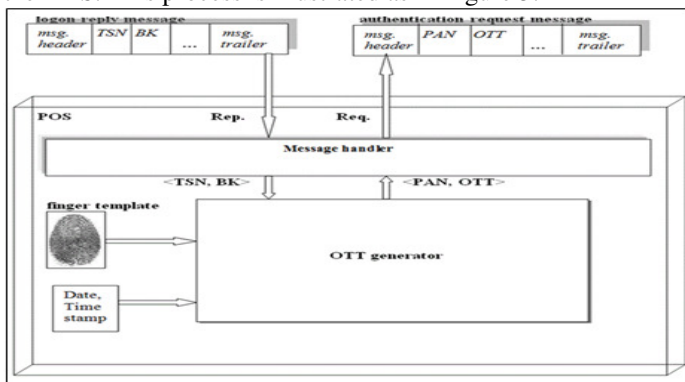 logon reply message
authentication request message
msg. header TSN BK ... msg. trailer
msg. header PAN OTT ... msg. trailer
POS
Rep. Req.
Message handler
<TSN, BK> <PAN, OTT>
finger template
OTT generator
Date,
Time
stamp